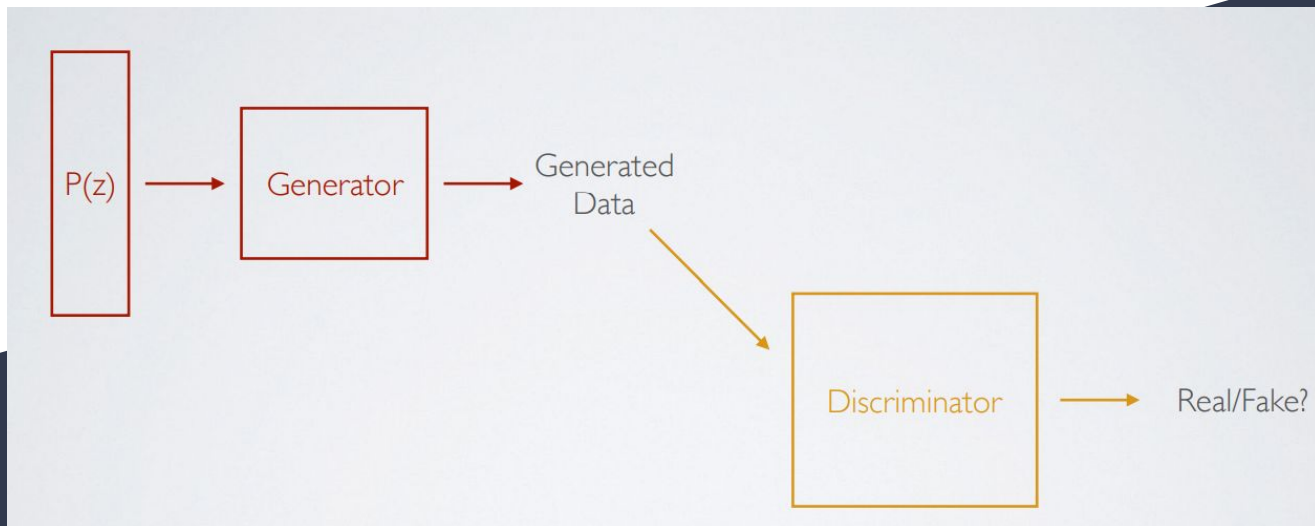 P(z)
Generator
Generated
Data
Discriminator
Real/Fake?